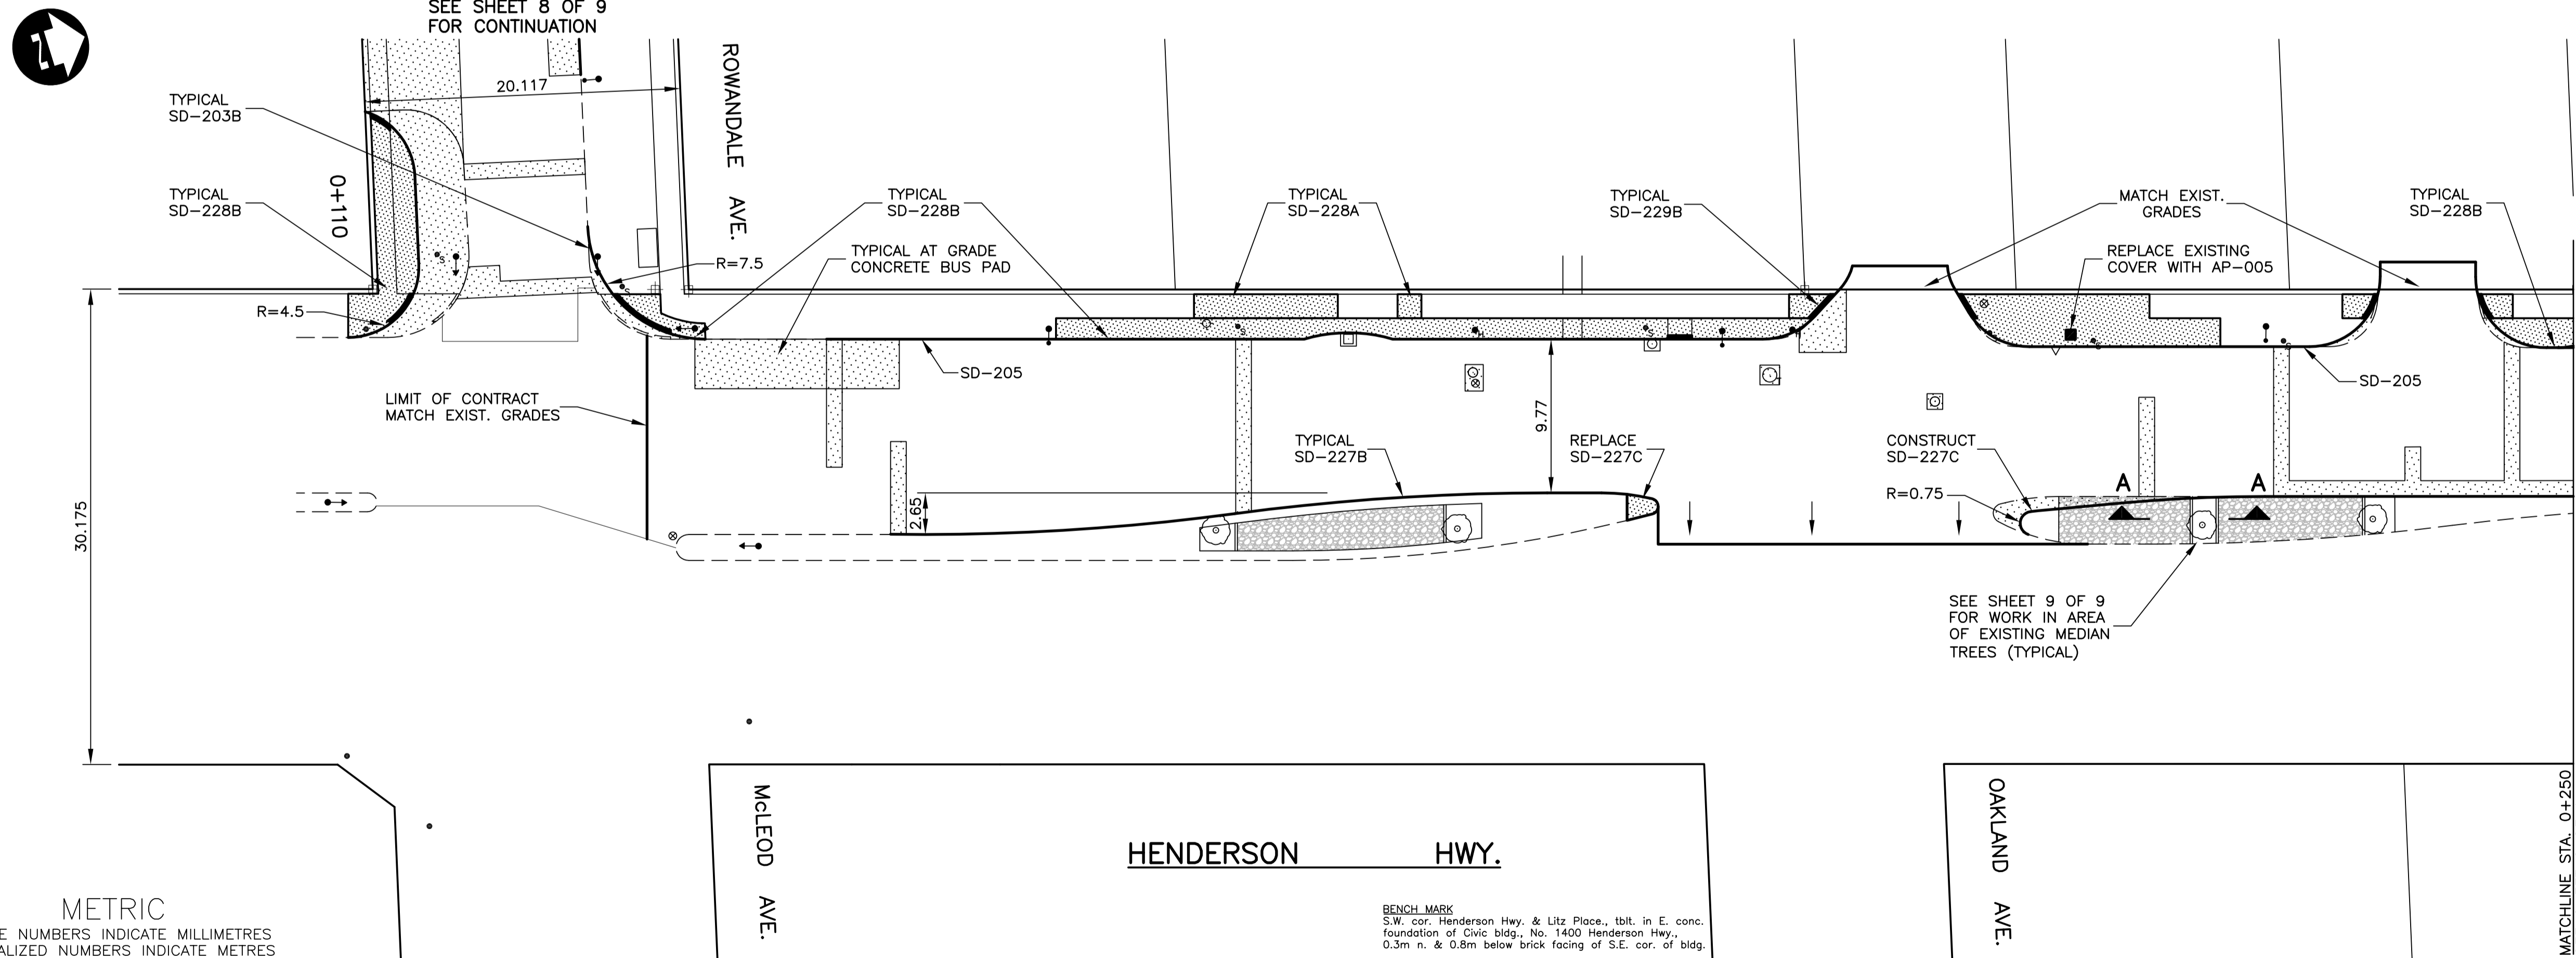 SEE SHEET 8 OF 9
FOR CONTINUATION
20.117
ROWANDALE AVE.
TYPICAL
SD-203B
TYPICAL
SD-228B
0+110
R=4.5
R=7.5
TYPICAL
SD-228B
TYPICAL AT GRADE
CONCRETE BUS PAD
TYPICAL
SD-228A
TYPICAL
SD-229B
MATCH EXIST.
GRADES
TYPICAL
SD-228B
REPLACE EXISTING
COVER WITH AP-005
SD-205
SD-205
LIMIT OF CONTRACT
MATCH EXIST. GRADES
9.77
TYPICAL
SD-227B
REPLACE
SD-227C
CONSTRUCT
SD-227C
R=0.75
A
A
2.65
30.175
SEE SHEET 9 OF 9
FOR WORK IN AREA
OF EXISTING MEDIAN
TREES (TYPICAL)
McLEOD AVE.
HENDERSON HWY.
OAKLAND AVE.
MATCHLINE STA. 0+250
METRIC
E NUMBERS INDICATE MILLIMETRES
ALIZED NUMBERS INDICATE METRES
BENCH MARK
S.W. cor. Henderson Hwy. & Litz Place., tblt. in E. conc.
foundation of Civic bldg., No. 1400 Henderson Hwy.,
0.3m n. & 0.8m below brick facing of S.E. cor. of bldg.